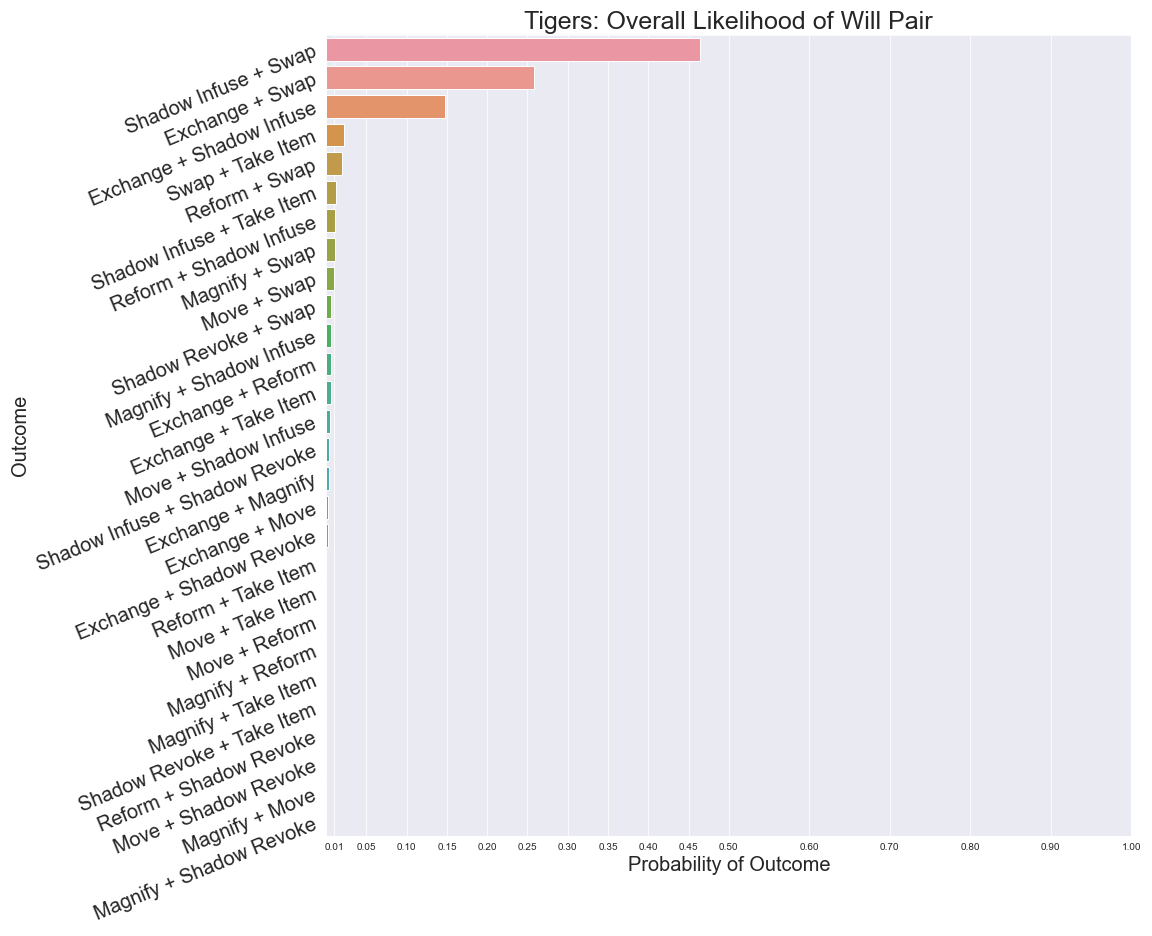 Tigers: Overall Likelihood of Will Pair
Shadow Infuse + Swap
Exchange + Swap
Exchange + Shadow Infuse
Swap + Take Item
Reform + Swap
Shadow Infuse + Take Item
Reform + Shadow Infuse
Magnify + Swap
Move + Swap
Shadow Revoke + Swap
Magnify + Shadow Infuse
Exchange + Reform
Exchange + Take Item
Move + Shadow Infuse
Shadow Infuse + Shadow Revoke
Exchange + Magnify
Exchange + Move
Exchange + Shadow Revoke
Reform + Take Item
Move + Take Item
Move + Reform
Magnify + Reform
Magnify + Take Item
Shadow Revoke + Take Item
Reform + Shadow Revoke
Move + Shadow Revoke
Magnify + Move
Magnify + Shadow Revoke
Outcome
0.01 0.05 0.10 0.15 0.20 0.25 0.30 0.35 0.40 0.45 0.50 0.60 0.70 0.80 0.90 1.00
Probability of Outcome